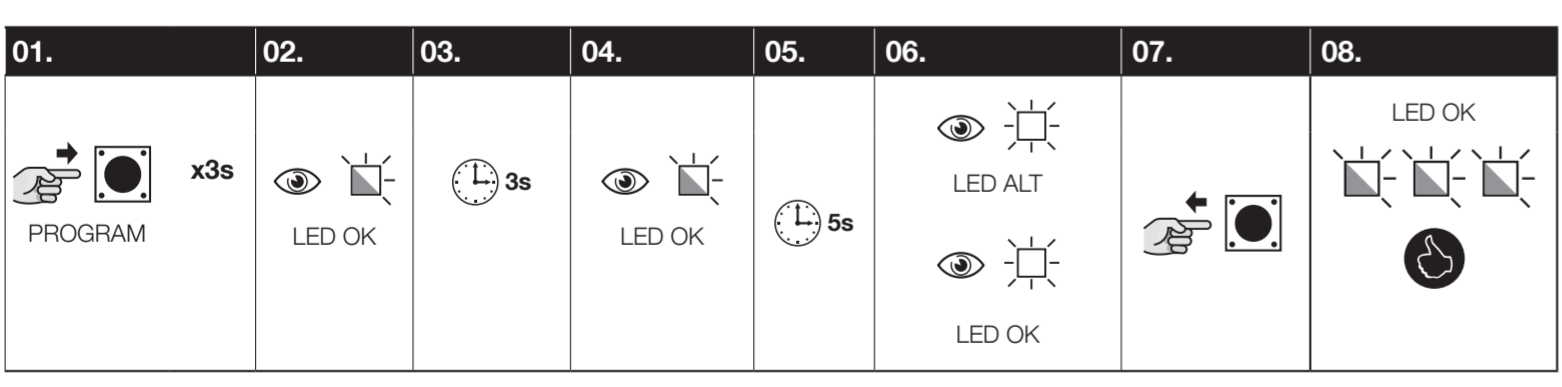 01. 02. 03. 04. 05. 06. 07. 08.
LED OK
x3s
3s
LED ALT
5s
PROGRAM
LED OK
LED OK
LED OK